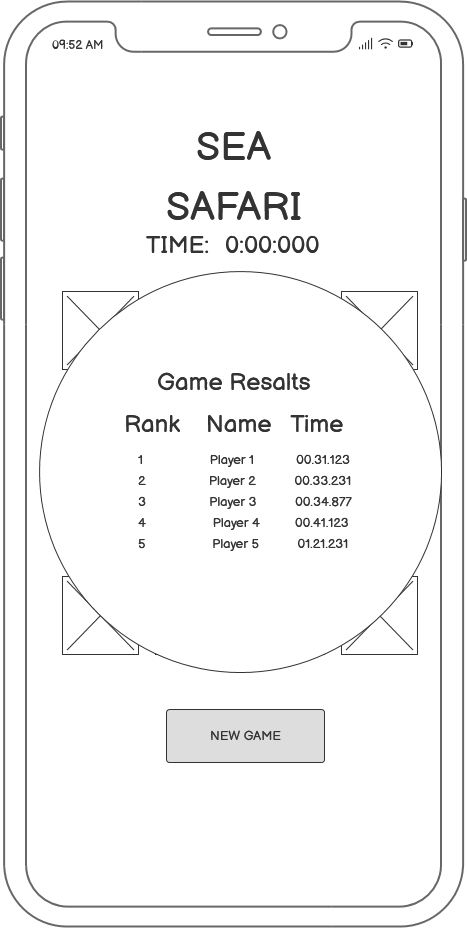 09:52 AM
SEA
SAFARI
TIME: 0:00:000
Game Resalts
Rank Name Time
1 Player 1 00.31.123
2 Player 2 00.33.231
3 Player 3 00.34.877
4 Player 4 00.41.123
5 Player 5 01.21.231
NEW GAME